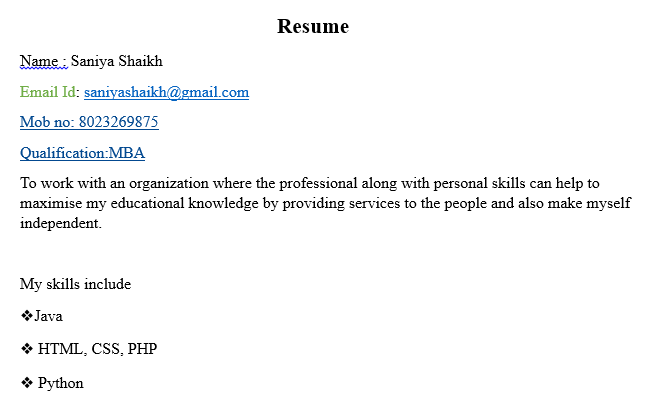 Resume
Name : Saniya Shaikh
Email Id: saniyashaikh@gmail.com
Mob no: 8023269875
Qualification:MBA
To work with an organization where the professional along with personal skills can help to
maximise my educational knowledge by providing services to the people and also make myself
independent.
My skills include
❖Java
❖ HTML, CSS, PHP
❖ Python